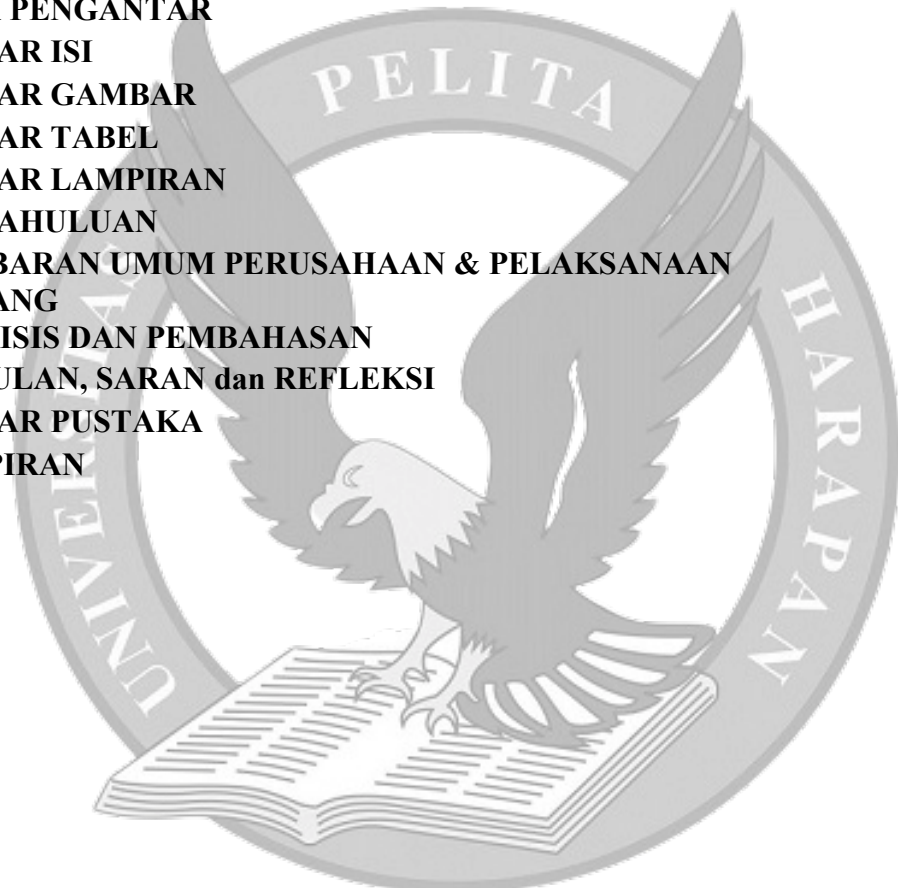 PENGANTAR
AR ISI
AR GAMBAR
AR TABEL
AR LAMPIRAN
AHULUAN
BARAN UMUM PERUSAHAAN & PELAKSANAAN
ANG
ISIS DAN PEMBAHASAN
ULAN, SARAN dan REFLEKSI
AR PUSTAKA
PIRAN
UNIVERSITAS PELITA HARAPAN